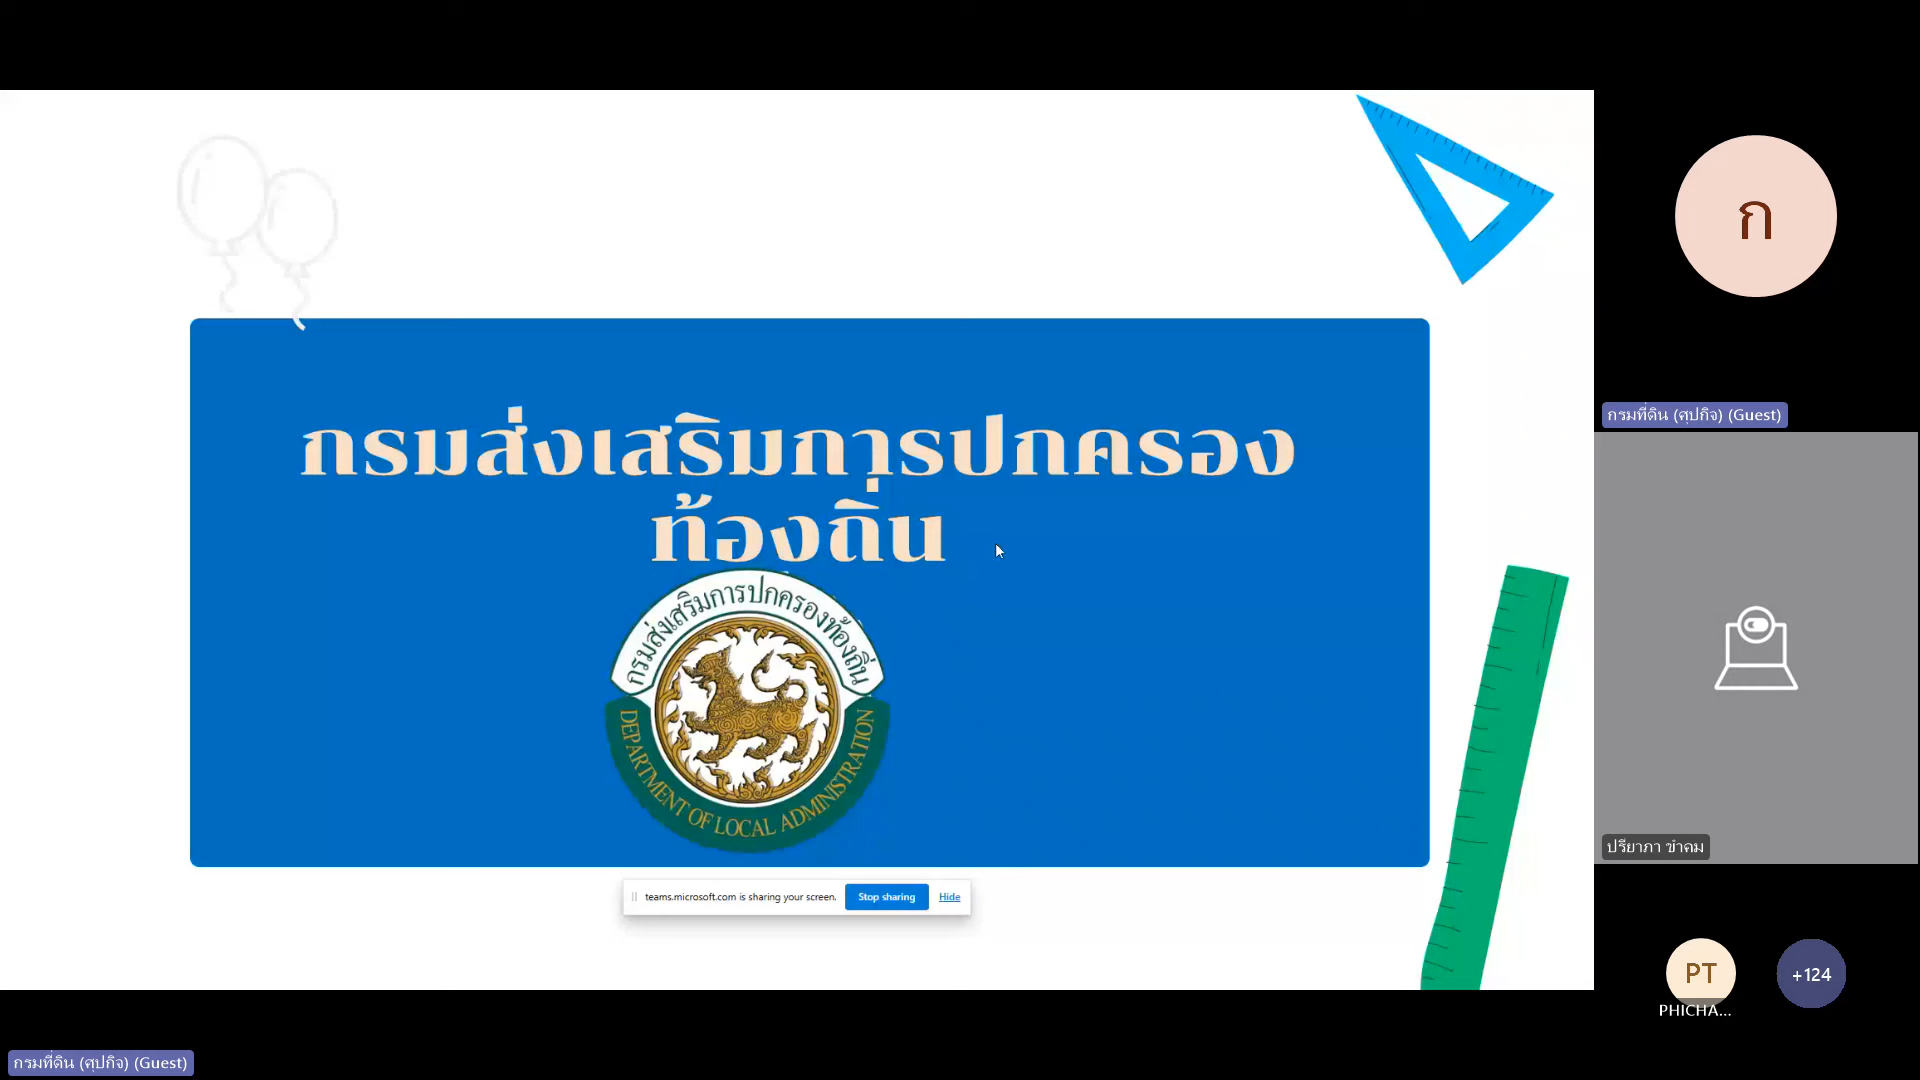 กรมส่งเสริมการปกครอง
ท้องถิ่น
กรมส่งเสริมการปกครองท้องถิ่น
DEPARTMENT OF LOCAL ADMINISTRATION
teams.microsoft.com is sharing your screen.
Stop sharing
Hide
ก
กรมที่ดิน (ศุปกิจ) (Guest)
ปรียาภา ขำคม
PT
PHICHA...
+124
กรมที่ดิน (ศุปกิจ) (Guest)